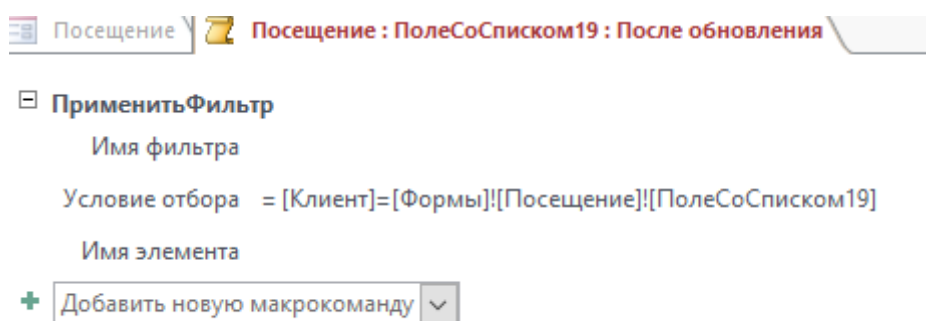 Посещение
Посещение : ПолеСоСписком19 : После обновления
ПрименитьФильтр
Имя фильтра
Условие отбора = [Клиент]=[Формы]![Посещение]![ПолеСоСписком19]
Имя элемента
Добавить новую макрокоманду